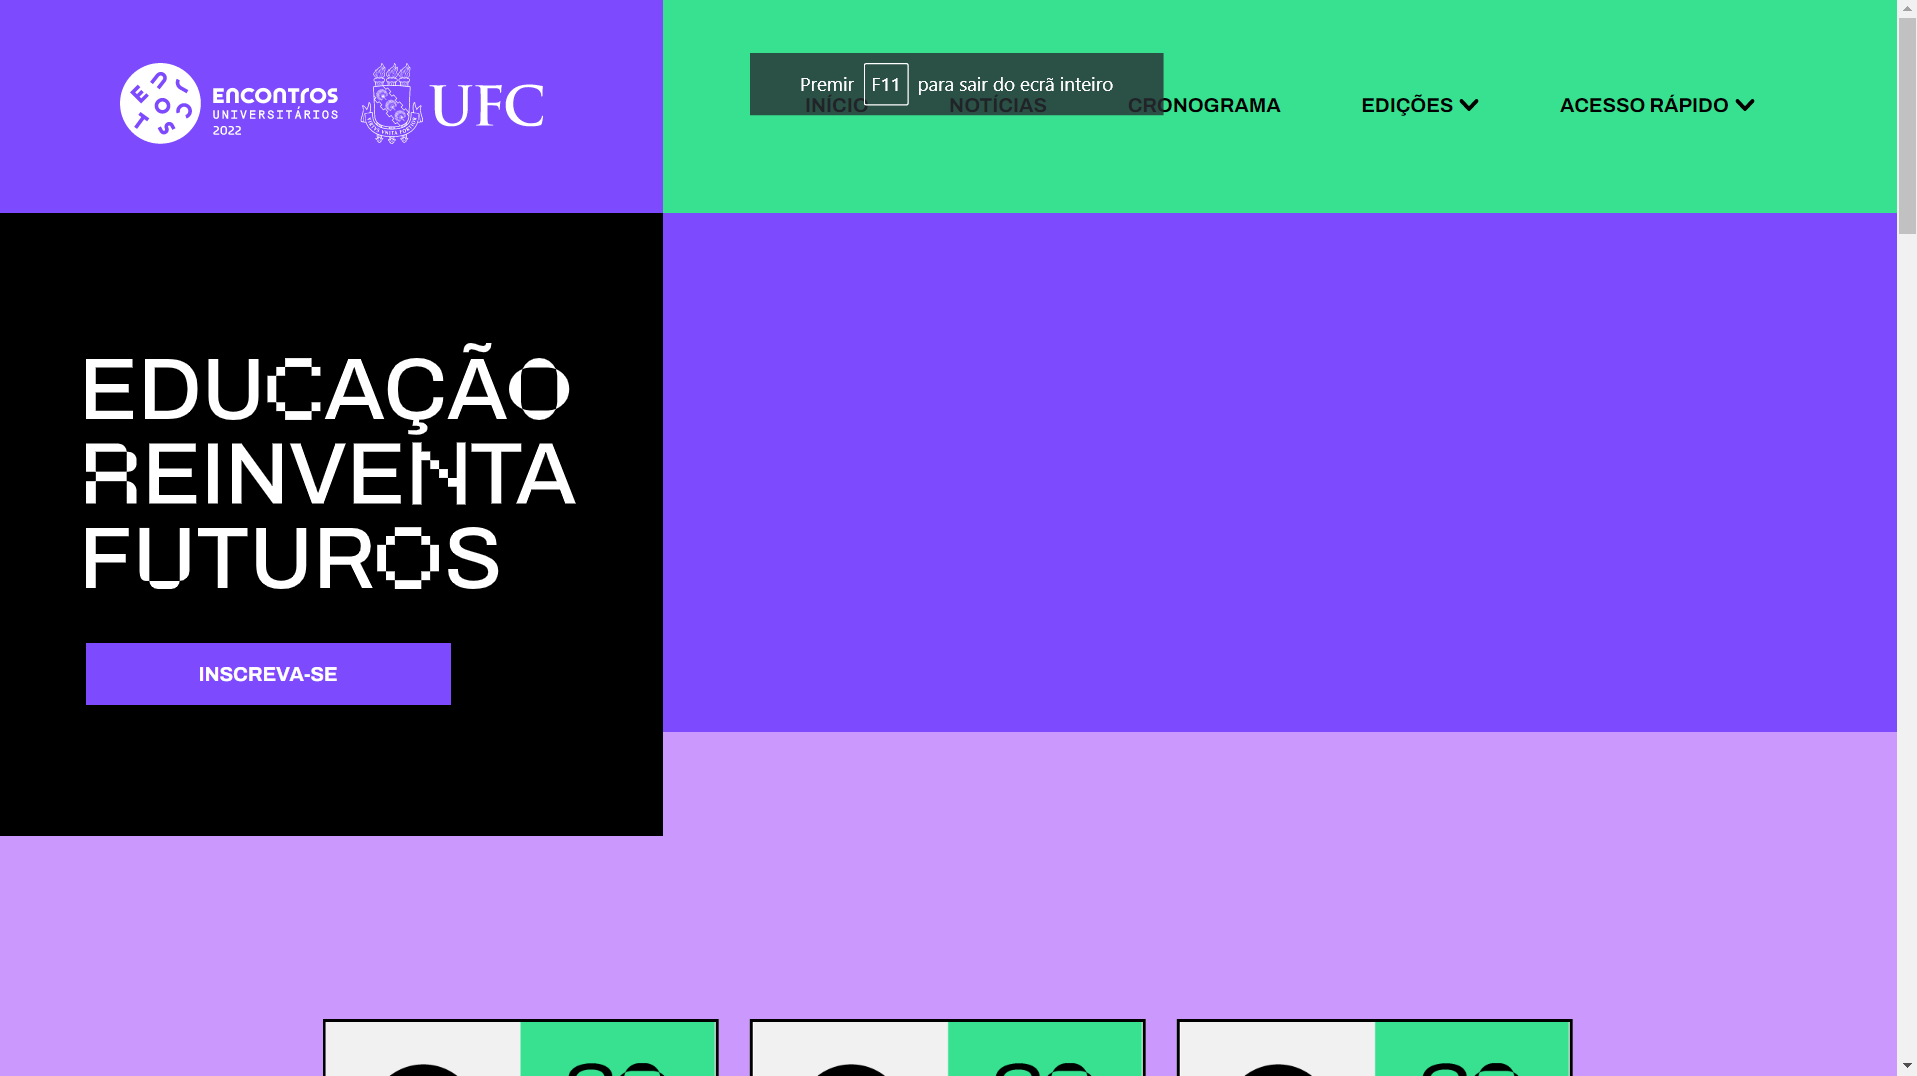 ENCONTROS
UNIVERSITÁRIOS
2022
UFC
Premir F11 para sair do ecrã inteiro
INÍCIO
NOTÍCIAS
CRONOGRAMA
EDIÇÕES
ACESSO RÁPIDO
EDUCAÇÃO
REINVENTA
FUTUROS
INSCREVA-SE